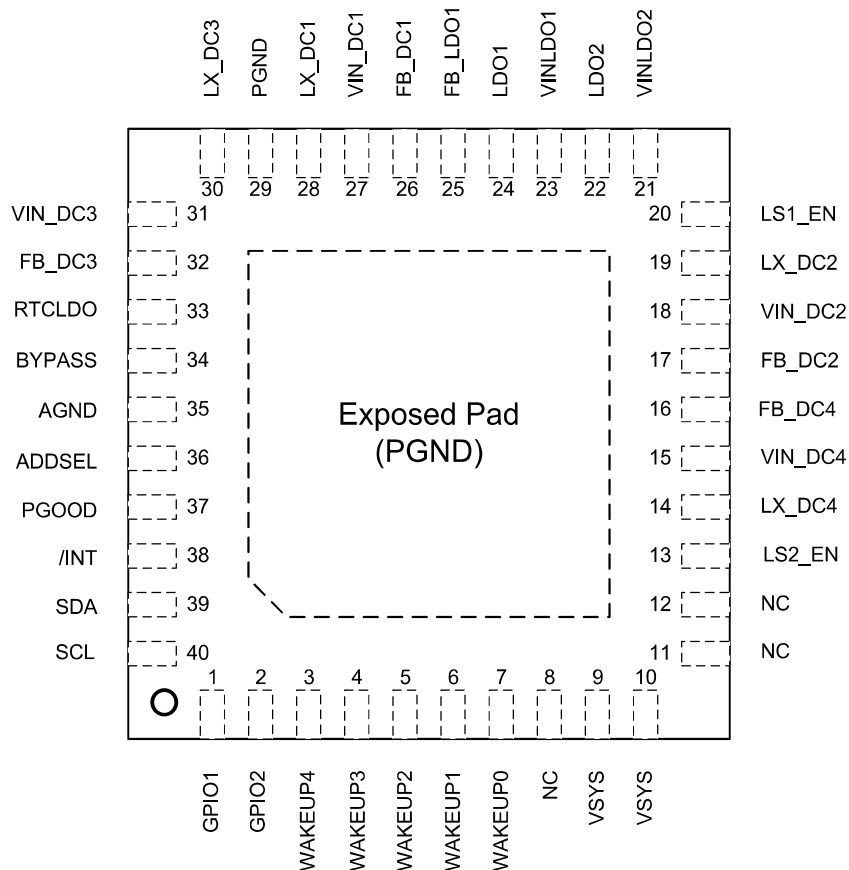 LX_DC3
PGND
LX_DC1
VIN_DC1
FB_DC1
FB_LDO1
LDO1
VINLDO1
LDO2
VINLDO2
30
29
28
27
26
25
24
23
22
21
VIN_DC3 31
FB_DC3 32
RTCLDO 33
BYPASS 34
AGND 35
ADDSEL 36
PGOOD 37
/INT 38
SDA 39
SCL 40
Exposed Pad
(PGND)
20 LS1_EN
19 LX_DC2
18 VIN_DC2
17 FB_DC2
16 FB_DC4
15 VIN_DC4
14 LX_DC4
13 LS2_EN
12 NC
11 NC
1
2
3
4
5
6
7
8
9
10
GPIO1
GPIO2
WAKEUP4
WAKEUP3
WAKEUP2
WAKEUP1
WAKEUP0
NC
VSYS
VSYS